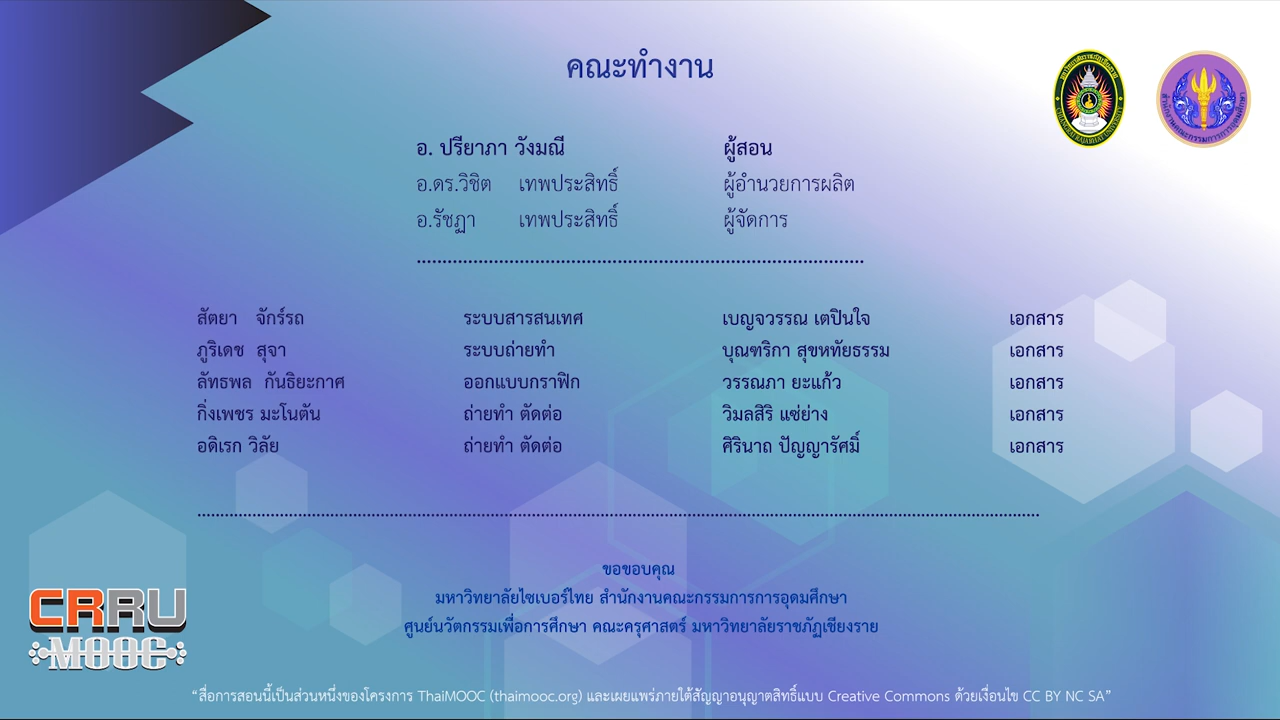 คณะทำงาน
อ. ปรียาภา วังมณี ผู้สอน
อ.ดร.วิชิต เทพประสิทธิ์ ผู้อำนวยการผลิต
อ.รัชฎา เทพประสิทธิ์ ผู้จัดการ
สัตยา จักร์รถ ระบบสารสนเทศ เบญจวรรณ เตปินใจ เอกสาร
ภูริเดช สุจา ระบบถ่ายทำ บุณฑริกา สุขหทัยธรรม เอกสาร
ลัทธพล กันธิยะกาศ ออกแบบกราฟิก วรรณภา ยะแก้ว เอกสาร
กิ่งเพชร มะโนตัน ถ่ายทำ ตัดต่อ วิมลสิริ แซ่ย่าง เอกสาร
อดิเรก วิลัย ถ่ายทำ ตัดต่อ ศิรินาถ ปัญญารัศมิ์ เอกสาร
ขอขอบคุณ
มหาวิทยาลัยไซเบอร์ไทย สำนักงานคณะกรรมการการอุดมศึกษา
ศูนย์นวัตกรรมเพื่อการศึกษา คณะครุศาสตร์ มหาวิทยาลัยราชภัฏเชียงราย
CRRU
MOOC
“สื่อการสอนนี้เป็นส่วนหนึ่งของโครงการ ThaiMOOC (thaimooc.org) และเผยแพร่ภายใต้สัญญาอนุญาตสิทธิ์แบบ Creative Commons ด้วยเงื่อนไข CC BY NC SA”